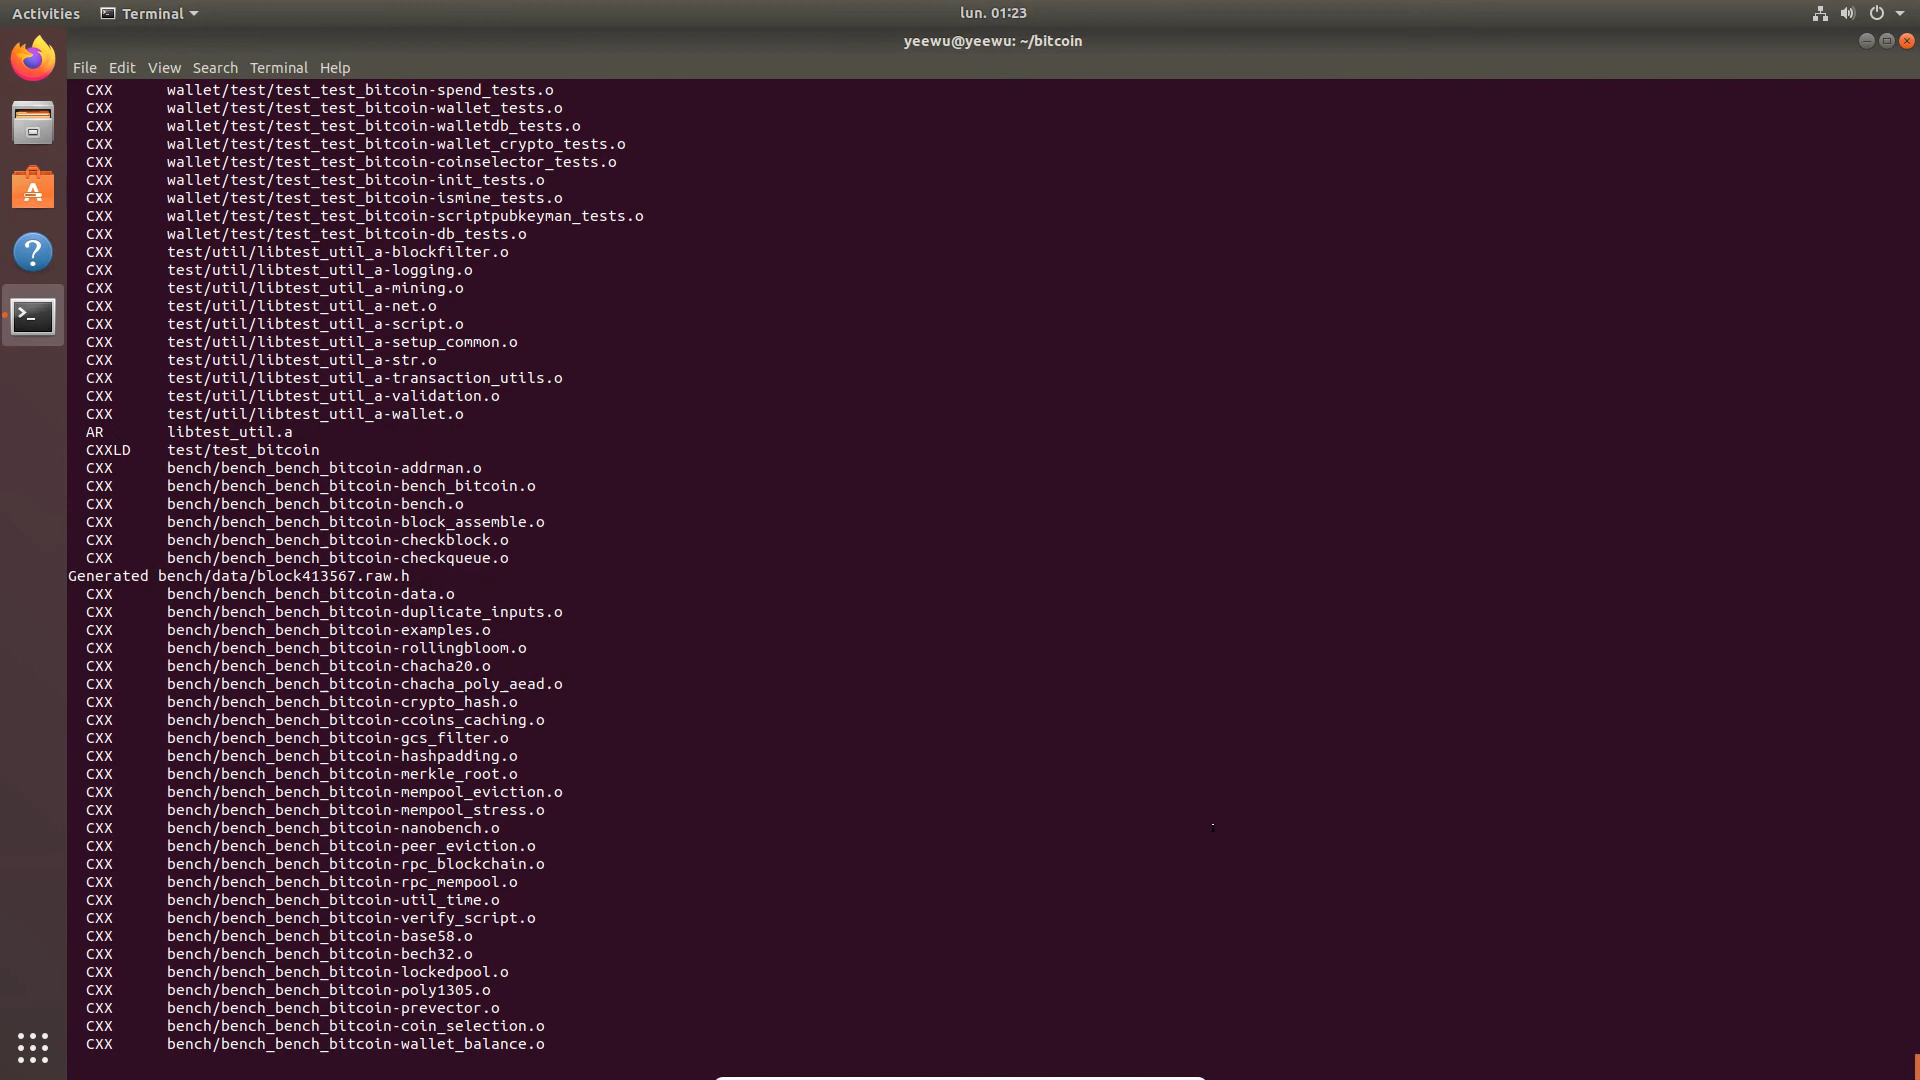 Activities Terminal lun. 01:23
yeewu@yeewu: ~/bitcoin
File Edit View Search Terminal Help
CXX wallet/test/test_test_bitcoin-spend_tests.o
CXX wallet/test/test_test_bitcoin-wallet_tests.o
CXX wallet/test/test_test_bitcoin-walletdb_tests.o
CXX wallet/test/test_test_bitcoin-wallet_crypto_tests.o
CXX wallet/test/test_test_bitcoin-coinselector_tests.o
CXX wallet/test/test_test_bitcoin-init_tests.o
CXX wallet/test/test_test_bitcoin-ismine_tests.o
CXX wallet/test/test_test_bitcoin-scriptpubkeyman_tests.o
CXX wallet/test/test_test_bitcoin-db_tests.o
CXX test/util/libtest_util_a-blockfilter.o
CXX test/util/libtest_util_a-logging.o
CXX test/util/libtest_util_a-mining.o
CXX test/util/libtest_util_a-net.o
CXX test/util/libtest_util_a-script.o
CXX test/util/libtest_util_a-setup_common.o
CXX test/util/libtest_util_a-str.o
CXX test/util/libtest_util_a-transaction_utils.o
CXX test/util/libtest_util_a-validation.o
CXX test/util/libtest_util_a-wallet.o
AR libtest_util.a
CXXLD test/test_bitcoin
CXX bench/bench_bench_bitcoin-addrman.o
CXX bench/bench_bench_bitcoin-bench_bitcoin.o
CXX bench/bench_bench_bitcoin-bench.o
CXX bench/bench_bench_bitcoin-block_assemble.o
CXX bench/bench_bench_bitcoin-checkblock.o
CXX bench/bench_bench_bitcoin-checkqueue.o
Generated bench/data/block413567.raw.h
CXX bench/bench_bench_bitcoin-data.o
CXX bench/bench_bench_bitcoin-duplicate_inputs.o
CXX bench/bench_bench_bitcoin-examples.o
CXX bench/bench_bench_bitcoin-rollingbloom.o
CXX bench/bench_bench_bitcoin-chacha20.o
CXX bench/bench_bench_bitcoin-chacha_poly_aead.o
CXX bench/bench_bench_bitcoin-crypto_hash.o
CXX bench/bench_bench_bitcoin-ccoins_caching.o
CXX bench/bench_bench_bitcoin-gcs_filter.o
CXX bench/bench_bench_bitcoin-hashpadding.o
CXX bench/bench_bench_bitcoin-merkle_root.o
CXX bench/bench_bench_bitcoin-mempool_eviction.o
CXX bench/bench_bench_bitcoin-mempool_stress.o
CXX bench/bench_bench_bitcoin-nanobench.o
CXX bench/bench_bench_bitcoin-peer_eviction.o
CXX bench/bench_bench_bitcoin-rpc_blockchain.o
CXX bench/bench_bench_bitcoin-rpc_mempool.o
CXX bench/bench_bench_bitcoin-util_time.o
CXX bench/bench_bench_bitcoin-verify_script.o
CXX bench/bench_bench_bitcoin-base58.o
CXX bench/bench_bench_bitcoin-bech32.o
CXX bench/bench_bench_bitcoin-lockedpool.o
CXX bench/bench_bench_bitcoin-poly1305.o
CXX bench/bench_bench_bitcoin-prevector.o
CXX bench/bench_bench_bitcoin-coin_selection.o
CXX bench/bench_bench_bitcoin-wallet_balance.o